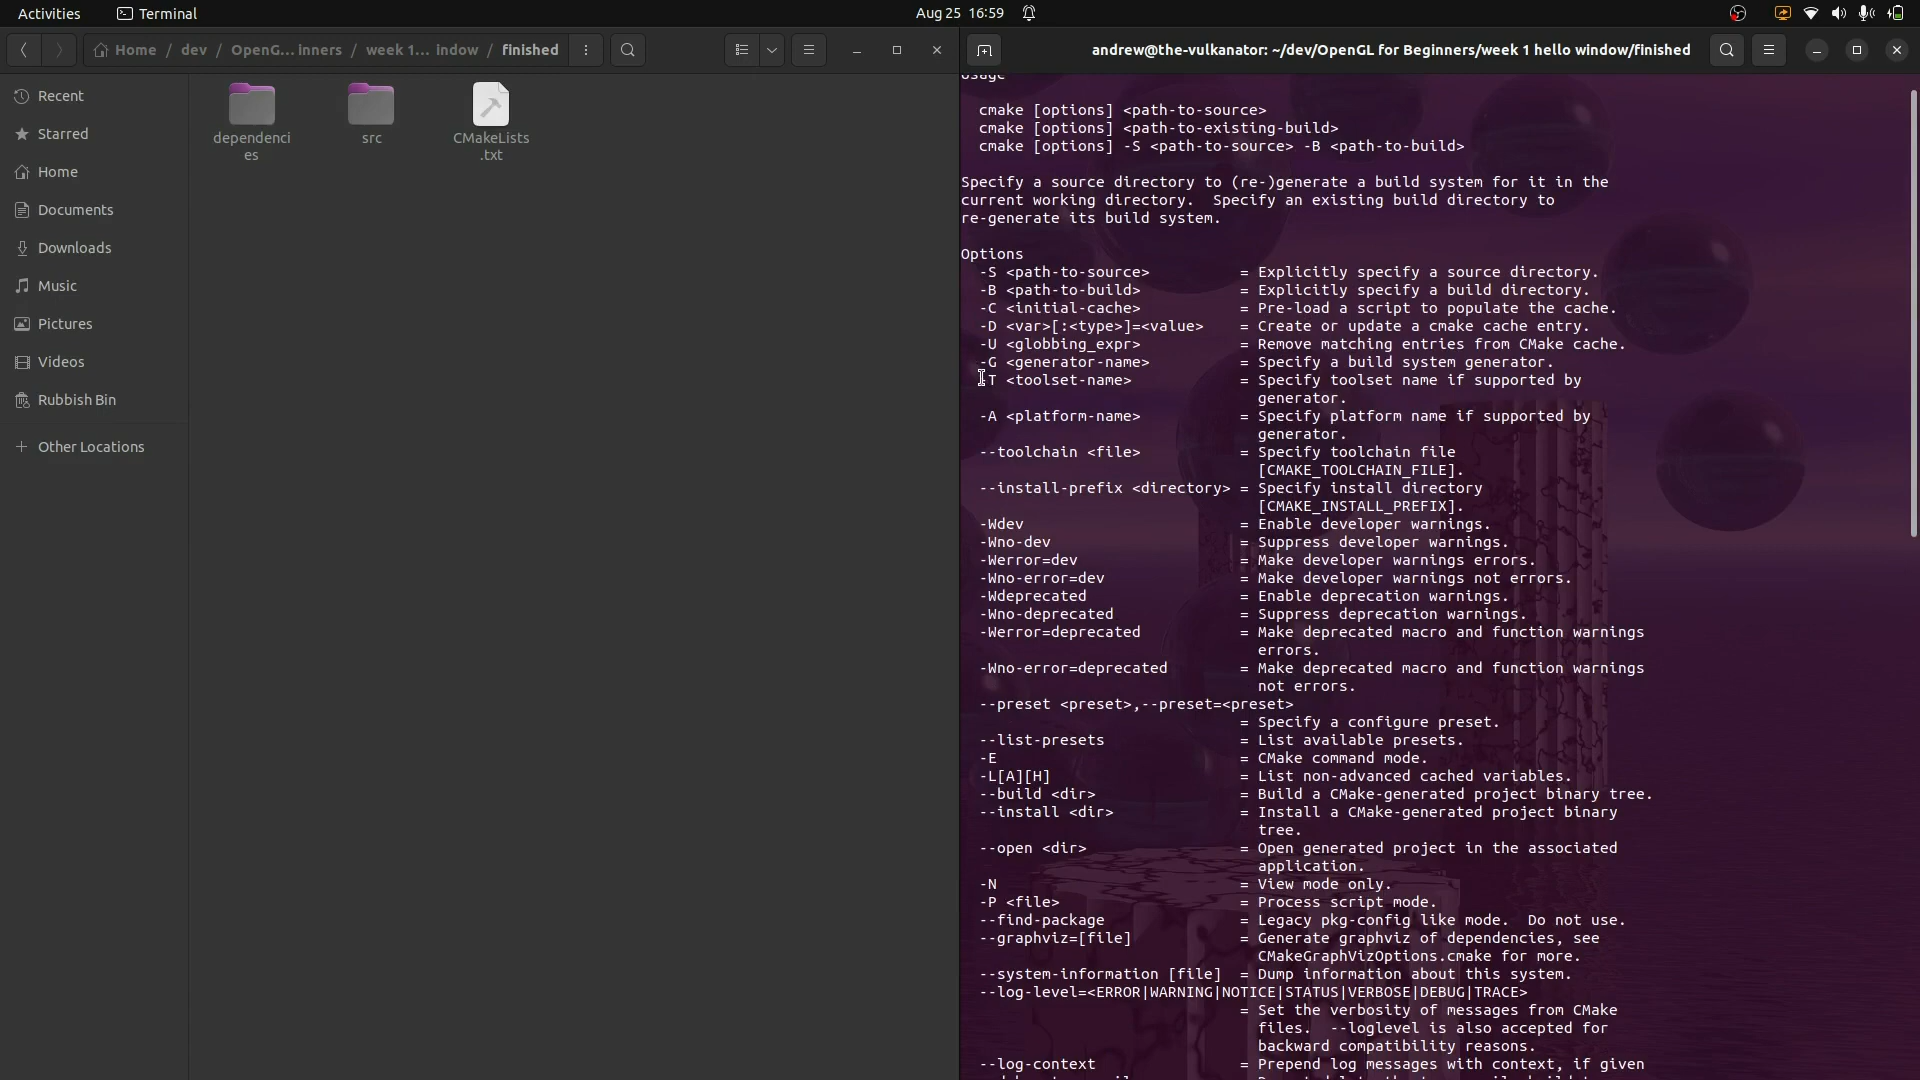 Activities
Terminal
Aug 25 16:59
Home / dev / OpenG... inners / week 1... indow / finished
andrew@the-vulkanator: ~/dev/OpenGL for Beginners/week 1 hello window/finished
Recent
Starred
Home
Documents
Downloads
Music
Pictures
Videos
Rubbish Bin
+ Other Locations
dependenci
es
src
CMakeLists
.txt
Usage
cmake [options] <path-to-source>
cmake [options] <path-to-existing-build>
cmake [options] -S <path-to-source> -B <path-to-build>
Specify a source directory to (re-)generate a build system for it in the
current working directory.  Specify an existing build directory to
re-generate its build system.
Options
-S <path-to-source> = Explicitly specify a source directory.
-B <path-to-build> = Explicitly specify a build directory.
-C <initial-cache> = Pre-load a script to populate the cache.
-D <var>[:<type>]=<value> = Create or update a cmake cache entry.
-U <globbing_expr> = Remove matching entries from CMake cache.
-G <generator-name> = Specify a build system generator.
-T <toolset-name> = Specify toolset name if supported by
generator.
-A <platform-name> = Specify platform name if supported by
generator.
--toolchain <file> = Specify toolchain file
[CMAKE_TOOLCHAIN_FILE].
--install-prefix <directory> = Specify install directory
[CMAKE_INSTALL_PREFIX].
-Wdev = Enable developer warnings.
-Wno-dev = Suppress developer warnings.
-Werror=dev = Make developer warnings errors.
-Wno-error=dev = Make developer warnings not errors.
-Wdeprecated = Enable deprecation warnings.
-Wno-deprecated = Suppress deprecation warnings.
-Werror=deprecated = Make deprecated macro and function warnings
errors.
-Wno-error=deprecated = Make deprecated macro and function warnings
not errors.
--preset <preset>,--preset=<preset>
= Specify a configure preset.
--list-presets = List available presets.
-E = CMake command mode.
-L[A][H] = List non-advanced cached variables.
--build <dir> = Build a CMake-generated project binary tree.
--install <dir> = Install a CMake-generated project binary
tree.
--open <dir> = Open generated project in the associated
application.
-N = View mode only.
-P <file> = Process script mode.
--find-package = Legacy pkg-config like mode.  Do not use.
--graphviz=[file] = Generate graphviz of dependencies, see
CMakeGraphVizOptions.cmake for more.
--system-information [file] = Dump information about this system.
--log-level=<ERROR|WARNING|NOTICE|STATUS|VERBOSE|DEBUG|TRACE>
= Set the verbosity of messages from CMake
files.  --loglevel is also accepted for
backward compatibility reasons.
--log-context = Prepend log messages with context, if given